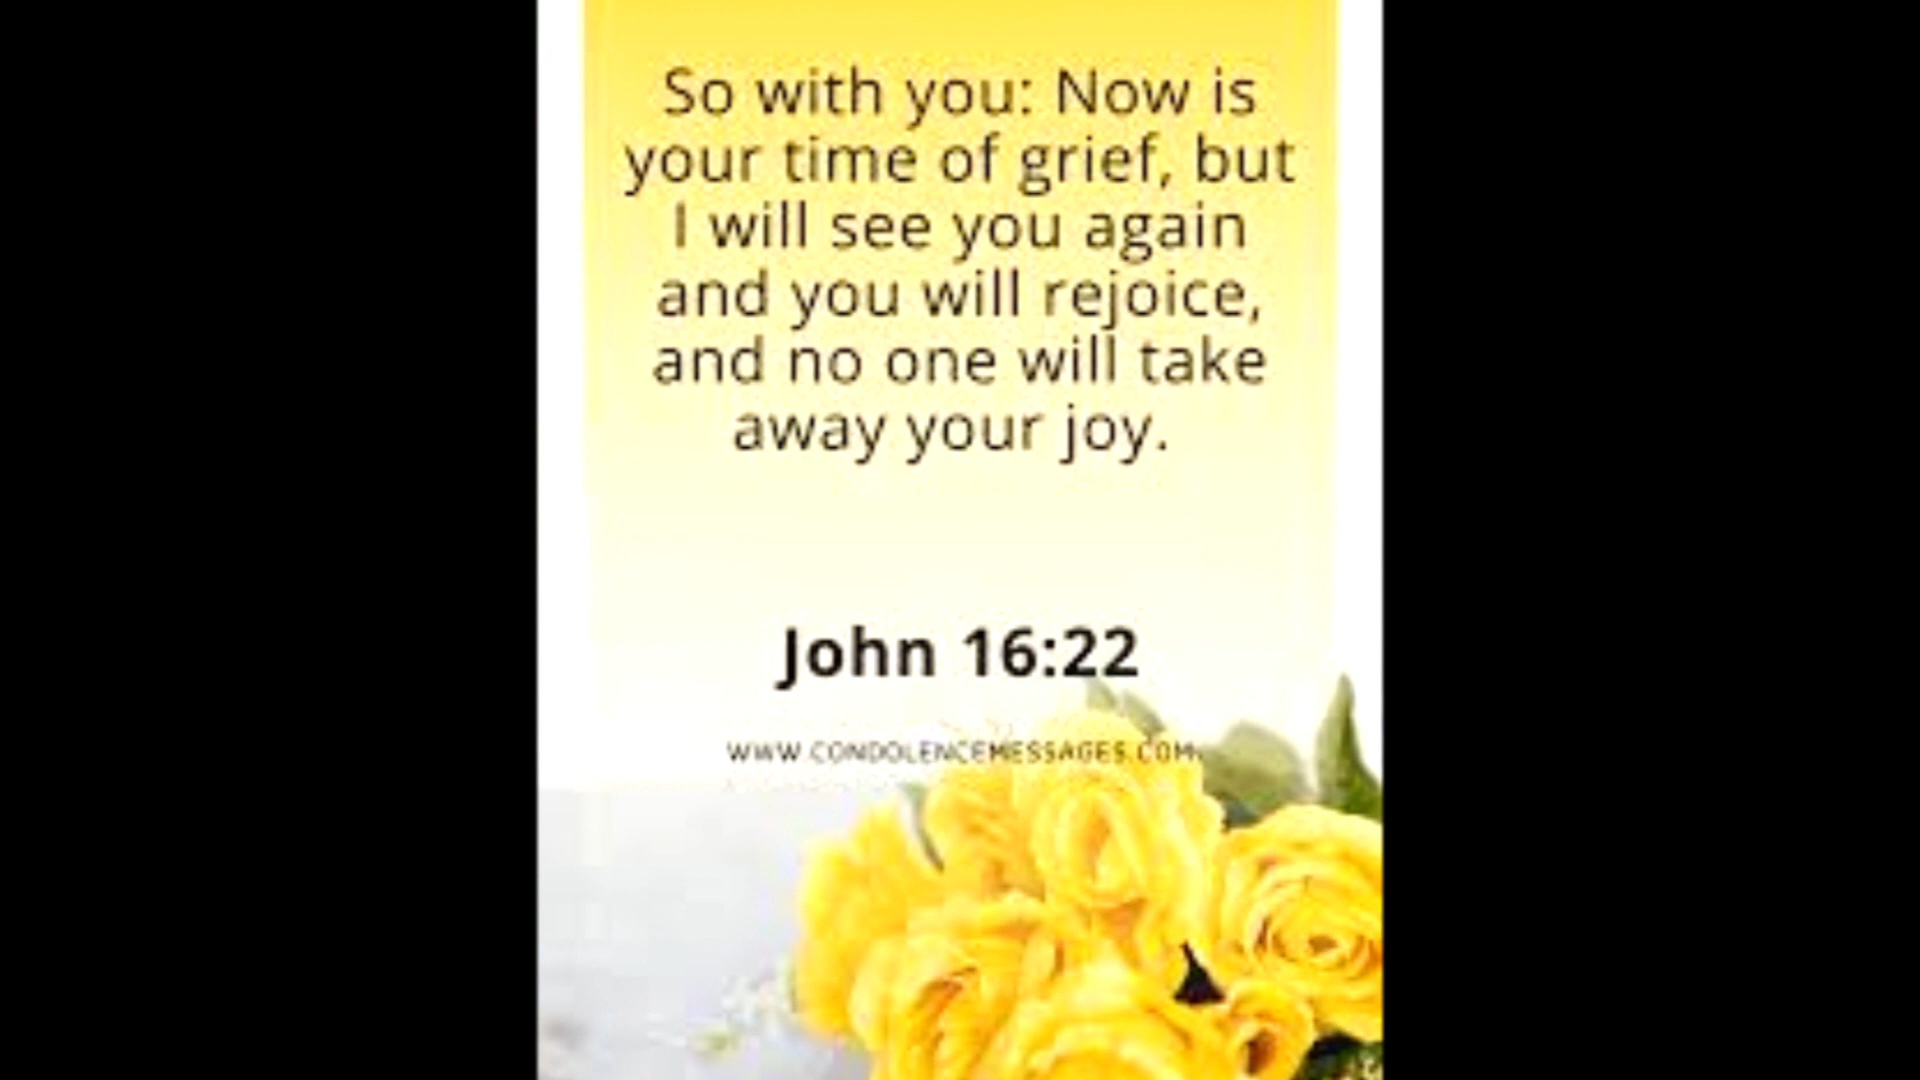 So with you: Now is
your time of grief, but
I will see you again
and you will rejoice,
and no one will take
away your joy.
John 16:22
WWW.CONDOLENCEMESSAGES.COM